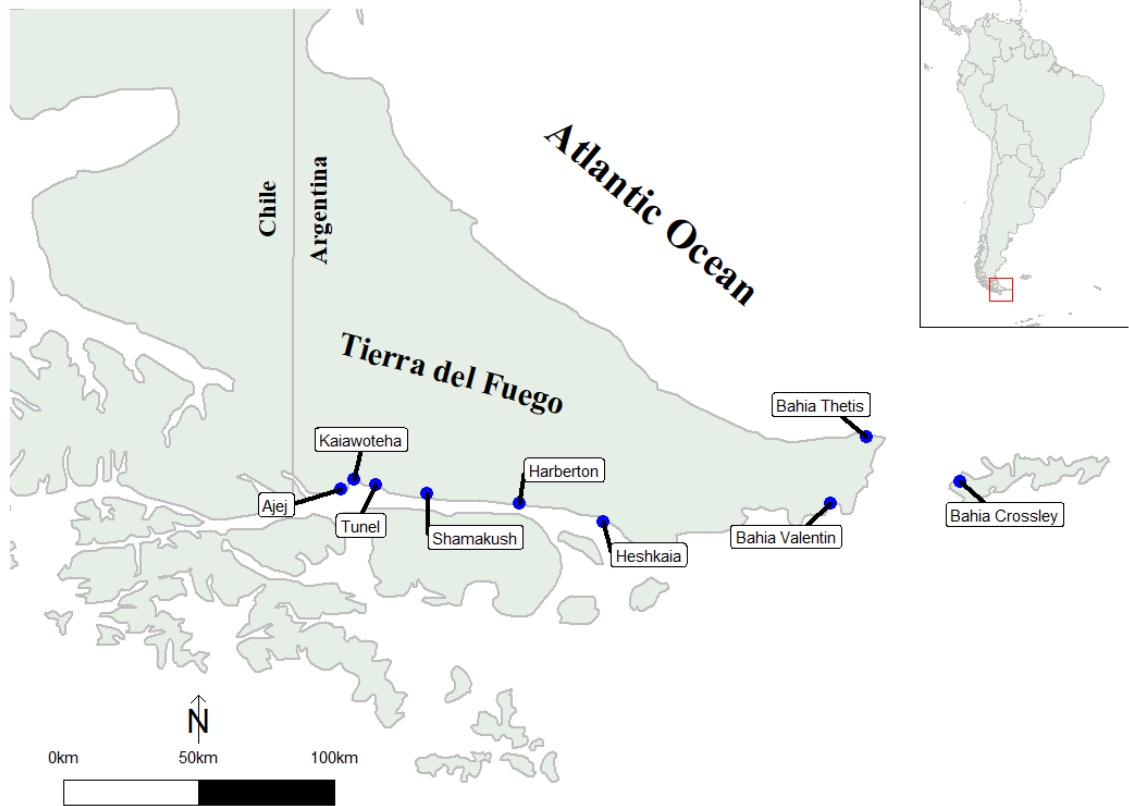 Atlantic Ocean
Chile
Argentina
Tierra del Fuego
Bahia Thetis
Kaiawoteha
Harberton
Ajej
Tunel
Shamakush
Heshkaia
Bahia Valentin
Bahia Crossley
N
0km 50km 100km